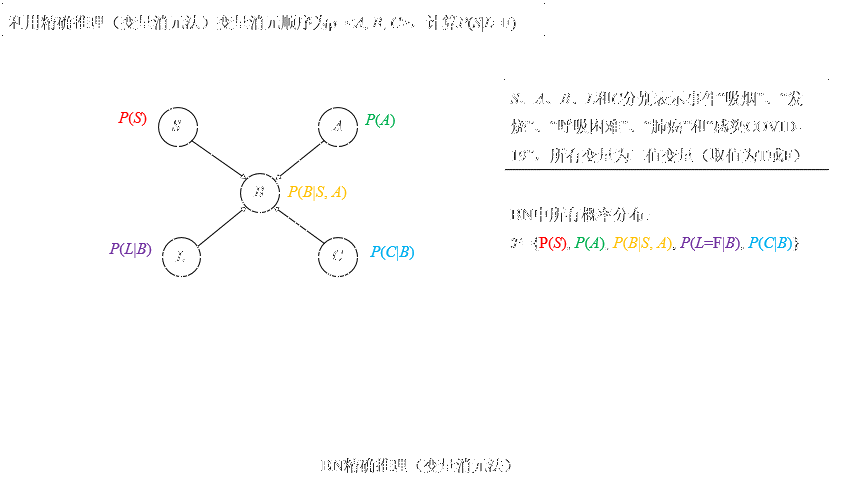 利用精确推理（变量消元法）变量消元顺序为ρ=<A, B, C>，计算P(S|L=F)
P(S)
S
A
P(A)
B
P(B|S, A)
P(L|B)
L
C
P(C|B)
S、A、B、L和C分别表示事件“吸烟”、“发
烧”、“呼吸困难”、“肺病”和“感染COVID-
19”，所有变量为二值变量（取值为T或F）
BN中所有概率分布：
F={P(S), P(A), P(B|S, A), P(L=F|B), P(C|B)}
BN精确推理（变量消元法）